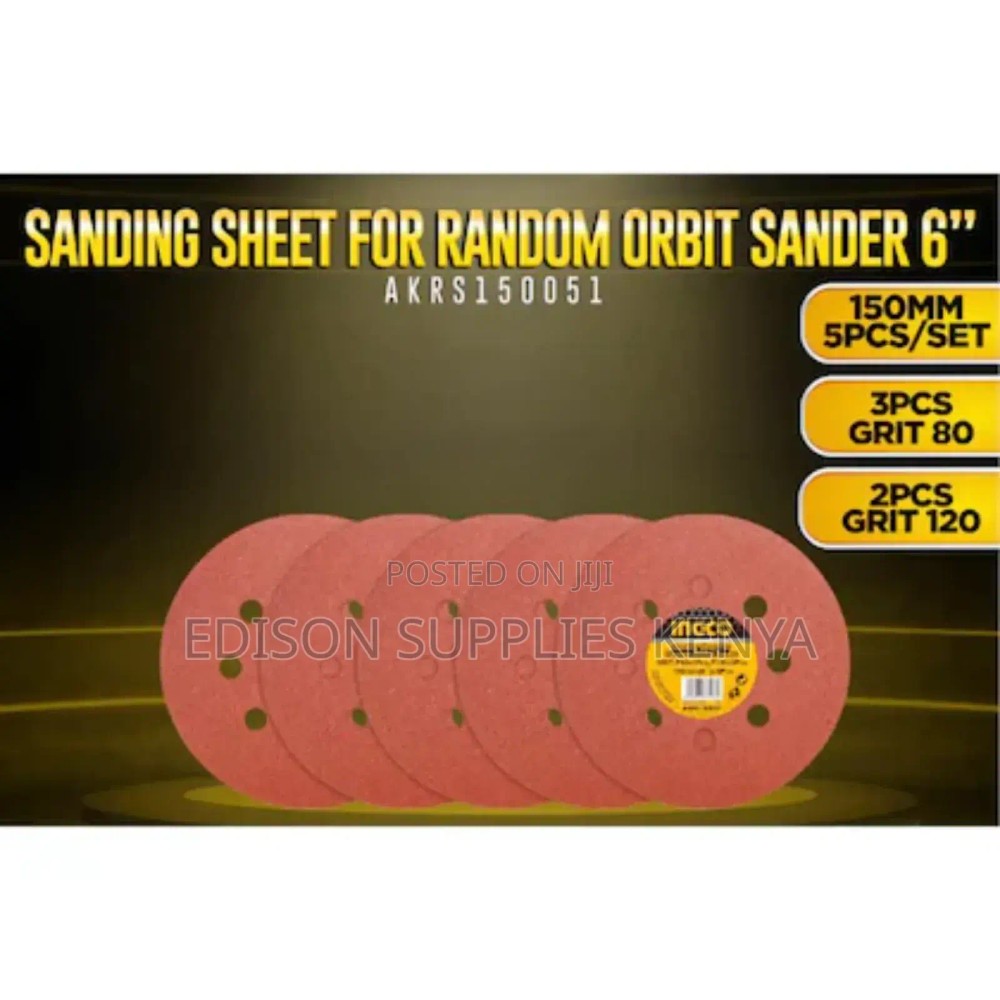 SANDING SHEET FOR RANDOM ORBIT SANDER 6”
AKRS150051
150MM
5PCS/SET
3PCS
GRIT 80
2PCS
GRIT 120
POSTED ON JIJI
EDISON SUPPLIES KENYA
INGCO